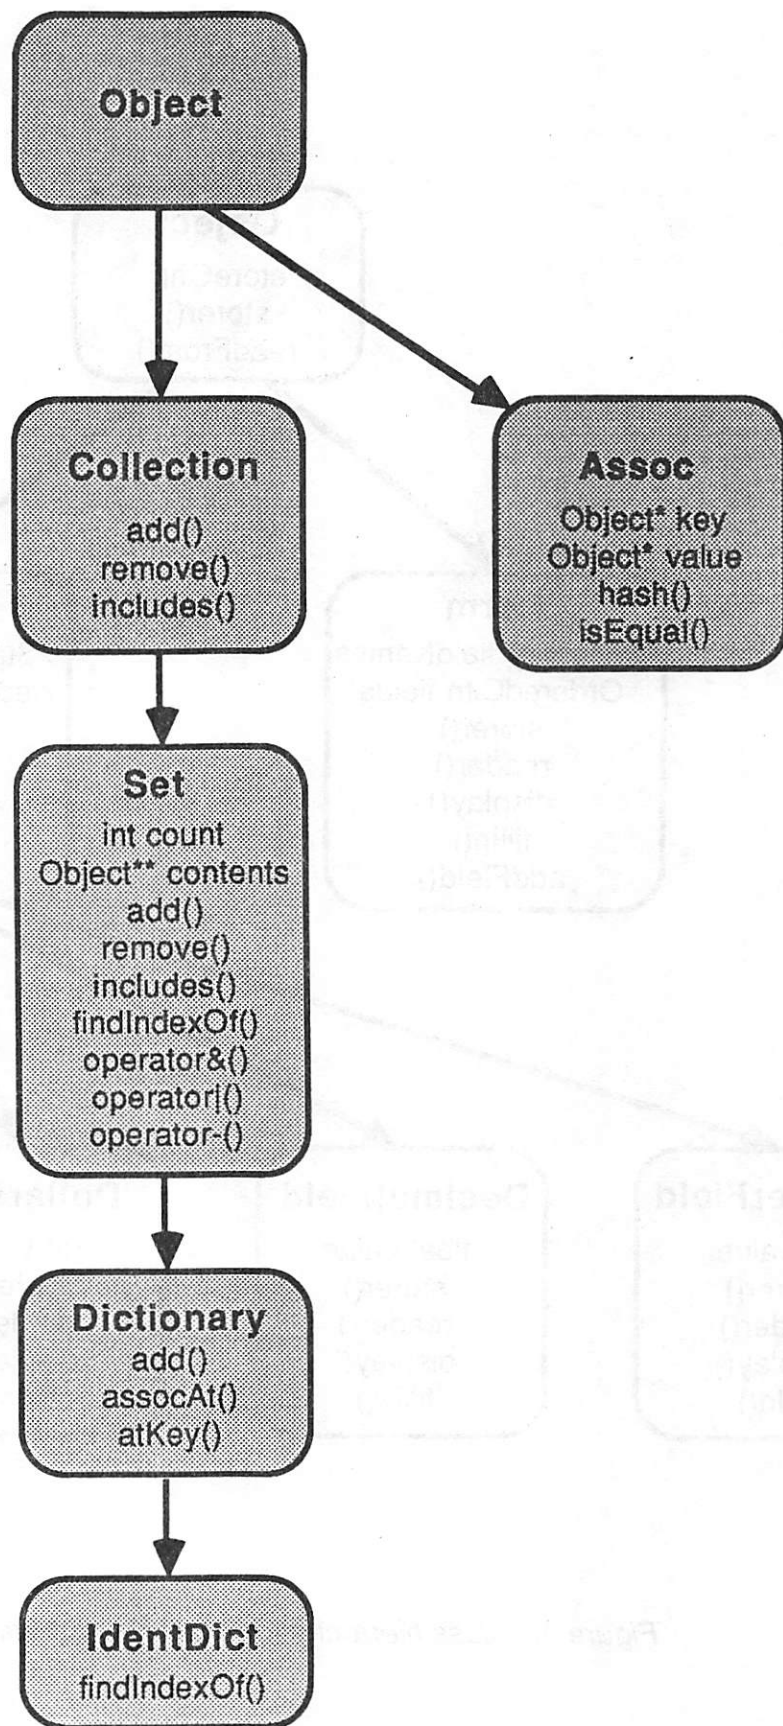 Object
Collection
add()
remove()
includes()
Assoc
Object* key
Object* value
hash()
isEqual()
Set
int count
Object** contents
add()
remove()
includes()
findIndexOf()
operator&()
operator|()
operator-()
Dictionary
add()
assocAt()
atKey()
IdentDict
findIndexOf()